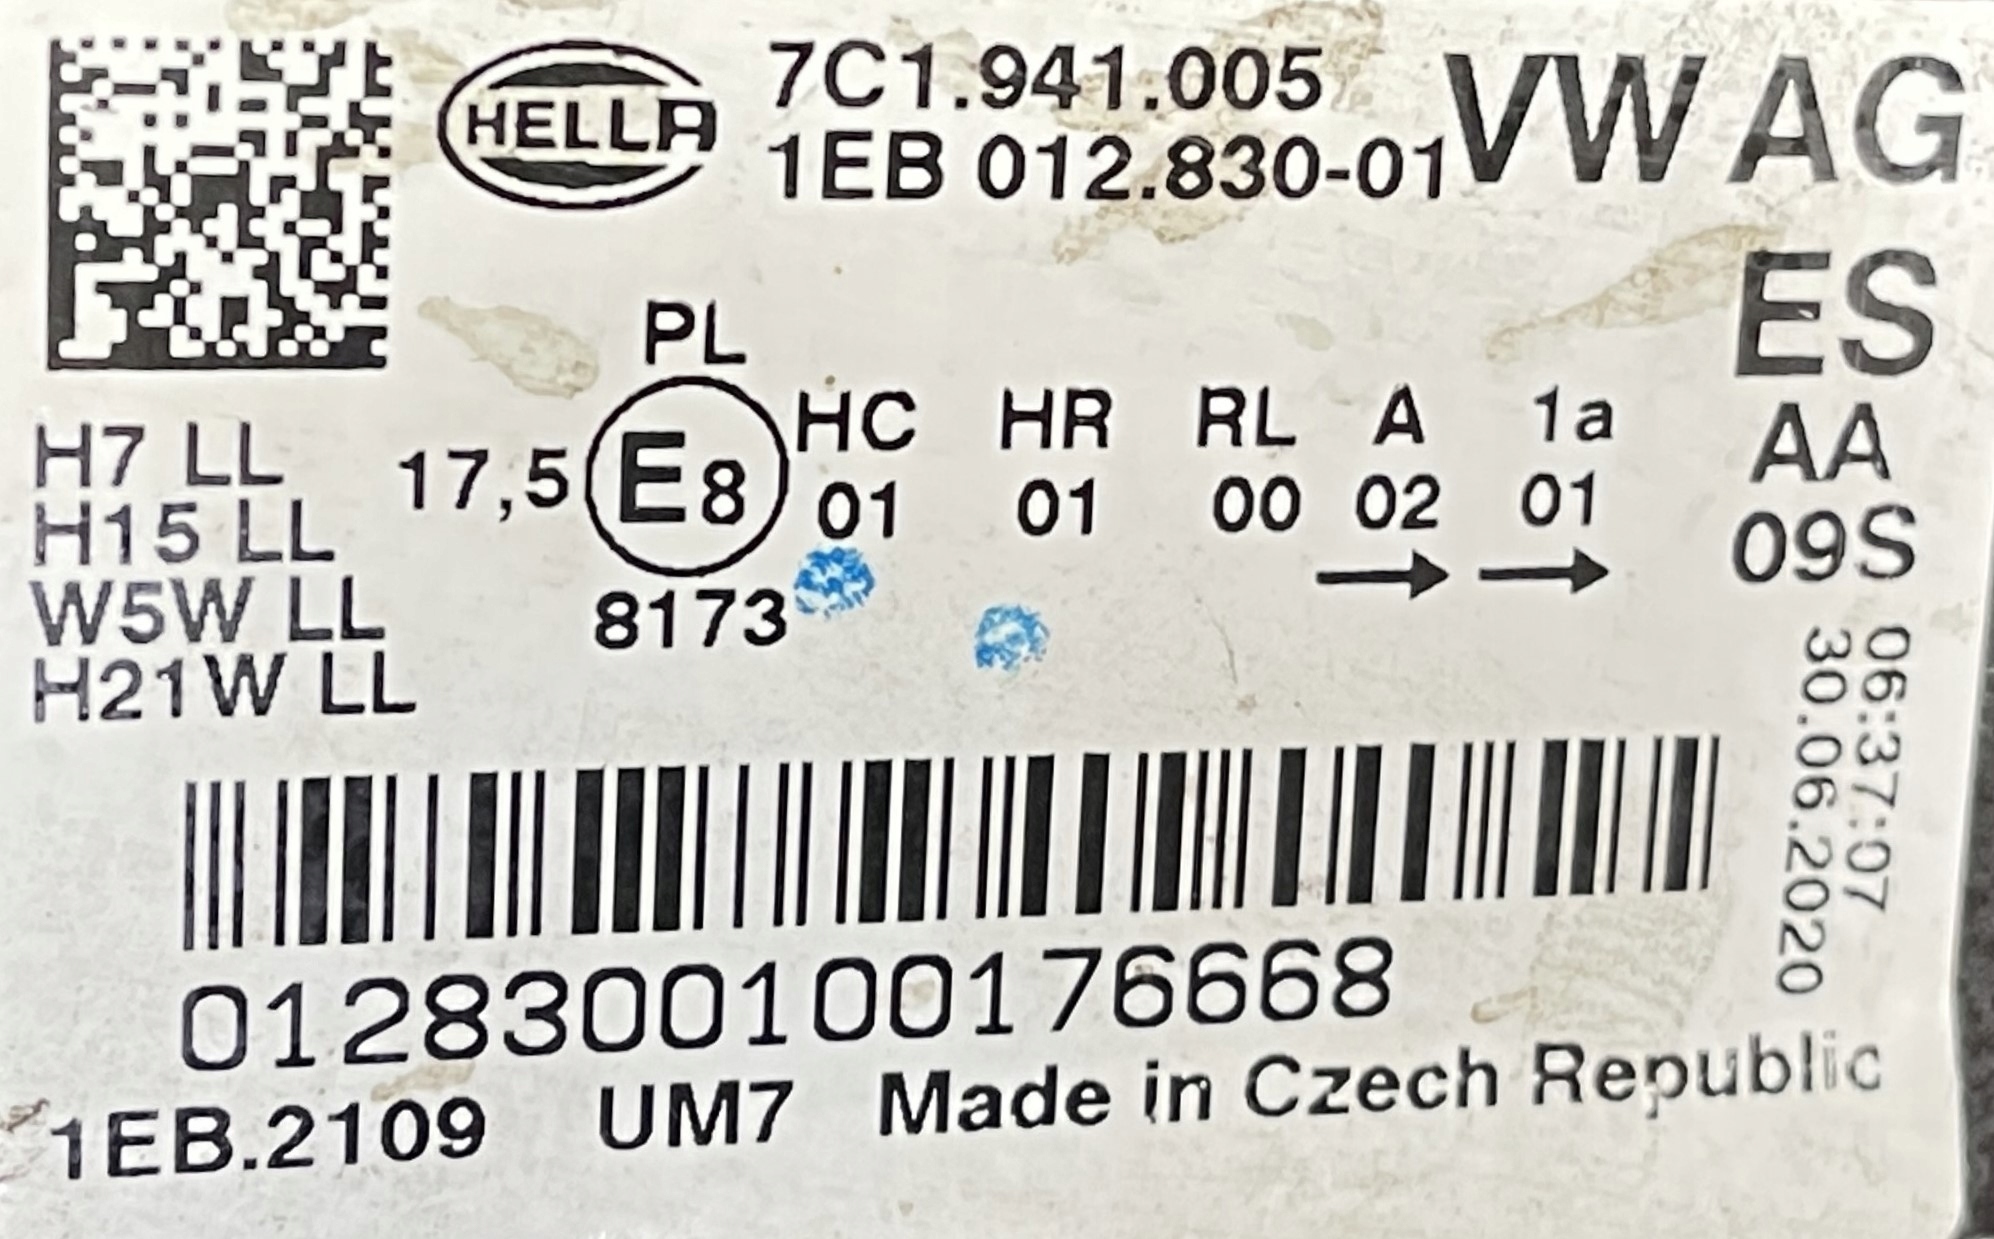 HELLA
7C1.941.005
1EB 012.830-01
VW AG
ES
AA
09S
PL
17,5 E8 HC HR RL A 1a
01 01 00 02 01
→ →
8173
H7 LL
H15 LL
W5W LL
H21W LL
06:37:07
30.06.2020
0128300100176668
1EB.2109 UM7 Made in Czech Republic